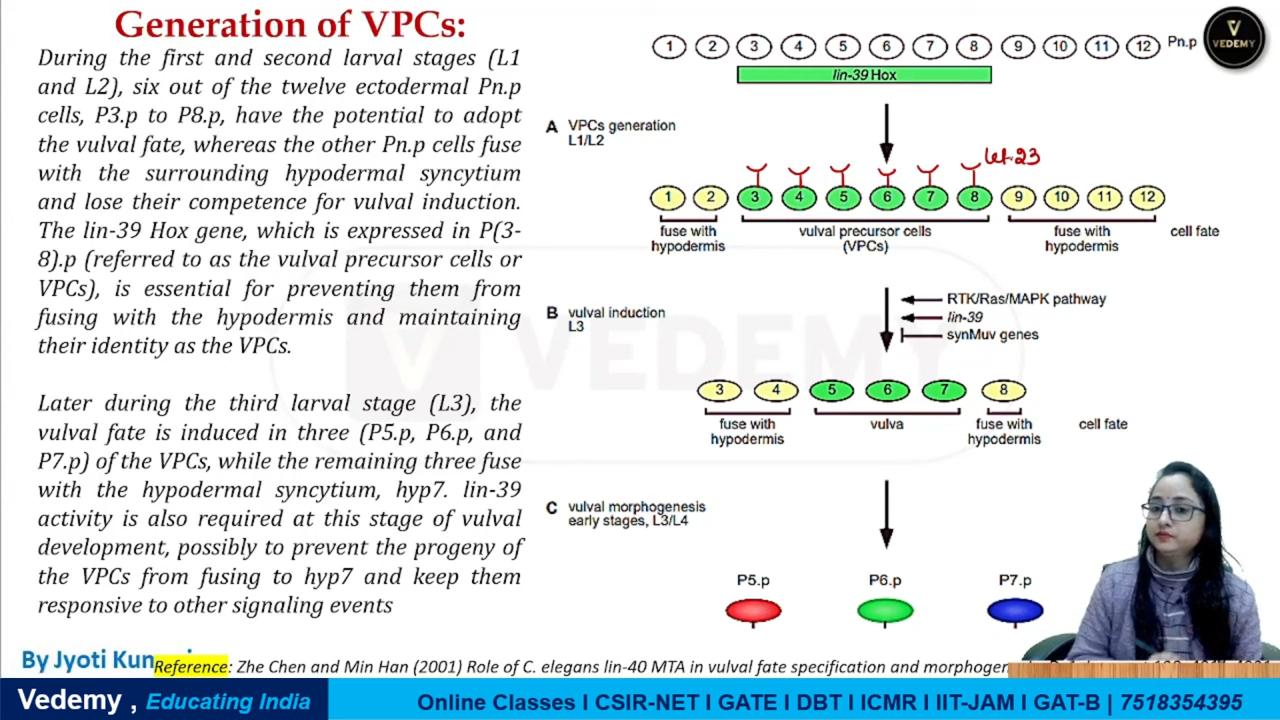 Generation of VPCs:
During the first and second larval stages (L1
and L2), six out of the twelve ectodermal Pn.p
cells, P3.p to P8.p, have the potential to adopt
the vulval fate, whereas the other Pn.p cells fuse
with the surrounding hypodermal syncytium
and lose their competence for vulval induction.
The lin-39 Hox gene, which is expressed in P(3-
8).p (referred to as the vulval precursor cells or
VPCs), is essential for preventing them from
fusing with the hypodermis and maintaining
their identity as the VPCs.
Later during the third larval stage (L3), the
vulval fate is induced in three (P5.p, P6.p, and
P7.p) of the VPCs, while the remaining three fuse
with the hypodermal syncytium, hyp7. lin-39
activity is also required at this stage of vulval
development, possibly to prevent the progeny of
the VPCs from fusing to hyp7 and keep them
responsive to other signaling events
1 2 3 4 5 6 7 8 9 10 11 12 Pn.p
lin-39 Hox
A VPCs generation
L1/L2
let-23
1 2 3 4 5 6 7 8 9 10 11 12
fuse with vulval precursor cells fuse with cell fate
hypodermis (VPCs) hypodermis
RTK/Ras/MAPK pathway
B vulval induction lin-39
L3 synMuv genes
3 4 5 6 7 8
fuse with vulva fuse with cell fate
hypodermis hypodermis
C vulval morphogenesis
early stages, L3/L4
P5.p P6.p P7.p
V
VEDEMY
VEDEMY
By Jyoti
Reference: Zhe Chen and Min Han (2001) Role of C. elegans lin-40 MTA in vulval fate specification and
Vedemy , Educating India
Online Classes I CSIR-NET I GATE I DBT I ICMR I IIT-JAM I GAT-B | 7518354395